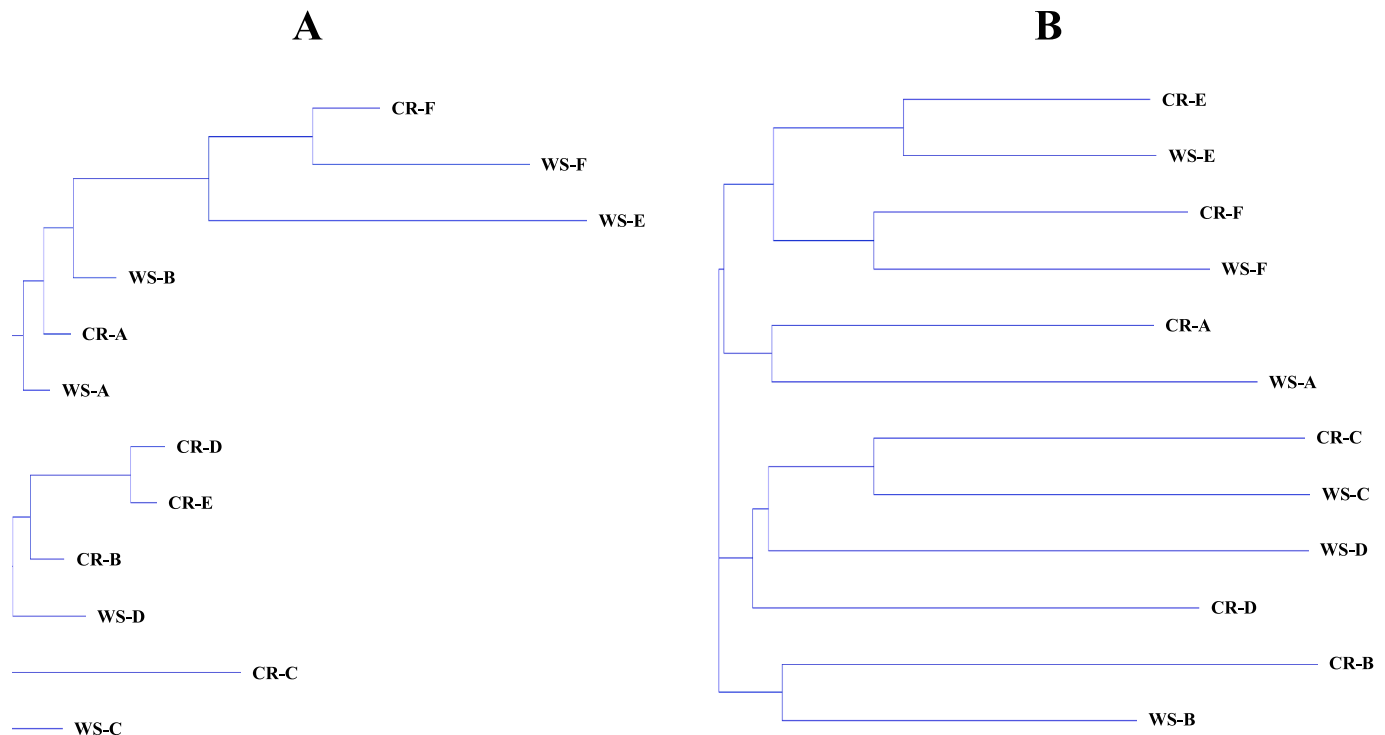 A
CR-F
WS-F
WS-E
WS-B
CR-A
WS-A
CR-D
CR-E
CR-B
WS-D
CR-C
WS-C
B
CR-E
WS-E
CR-F
WS-F
CR-A
WS-A
CR-C
WS-C
WS-D
CR-D
CR-B
WS-B